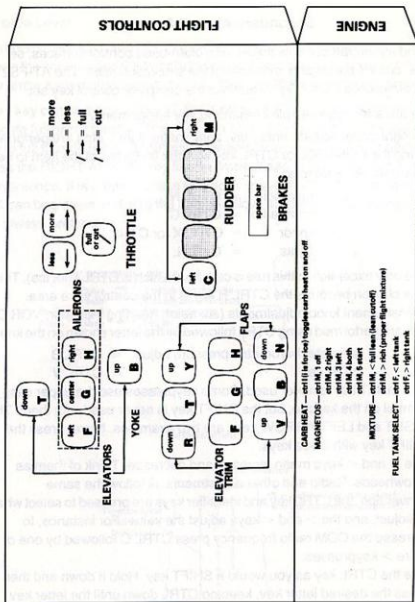 FLIGHT CONTROLS
down
T
left
center
right
F
G
H
AILERONS
ELEVATORS
YOKE
up
B
less
←
more
→
full
or cut
THROTTLE
→ = more
← = less
→ = full
← = cut
down
R
T
up
Y
F
G
H
ELEVATOR
TRIM
FLAPS
up
B
down
N
left
C
right
M
RUDDER
space bar
BRAKES
ENGINE
CARB HEAT — ctrl I (I is for ice) toggles carb heat on and off
MAGNETOS — ctrl M, 1 off
ctrl M, 2 right
ctrl M, 3 left
ctrl M, 4 both
ctrl M, 5 start
MIXTURE — ctrl M, < full lean (lean cutoff)
ctrl M, > rich (proper flight mixture)
FUEL TANK SELECT — ctrl F, < left tank
ctrl F, > right tank